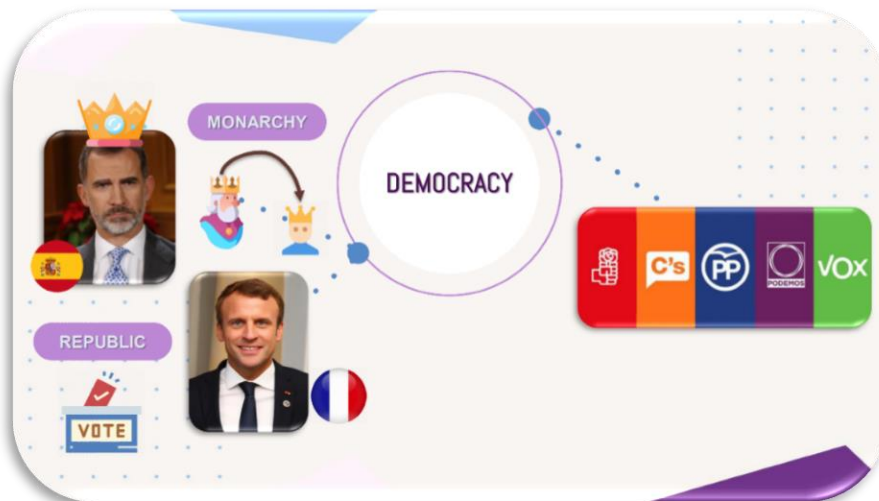 MONARCHY
DEMOCRACY
C's
PP
PODEMOS
VOX
REPUBLIC
VOTE